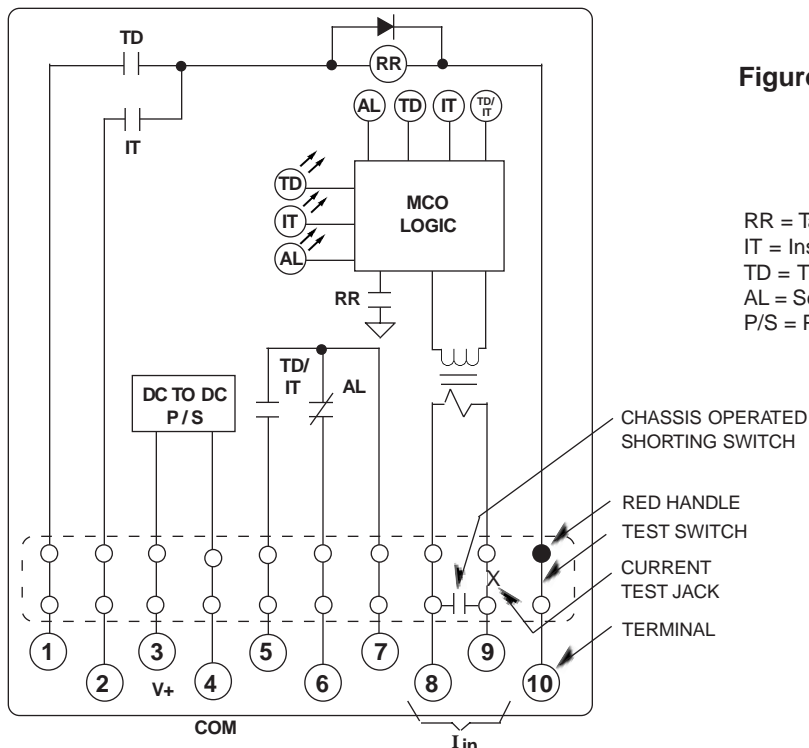 TD
RR
IT
Figure
AL TD IT TD/
IT
TD
IT
AL
MCO
LOGIC
RR = T
IT = Ins
TD = T
AL = Se
P/S = P
RR
TD/
IT
AL
DC TO DC
P / S
CHASSIS OPERATED
SHORTING SWITCH
RED HANDLE
TEST SWITCH
X
CURRENT
TEST JACK
TERMINAL
1 2 3 4 5 6 7 8 9 10
V+
COM
Iin